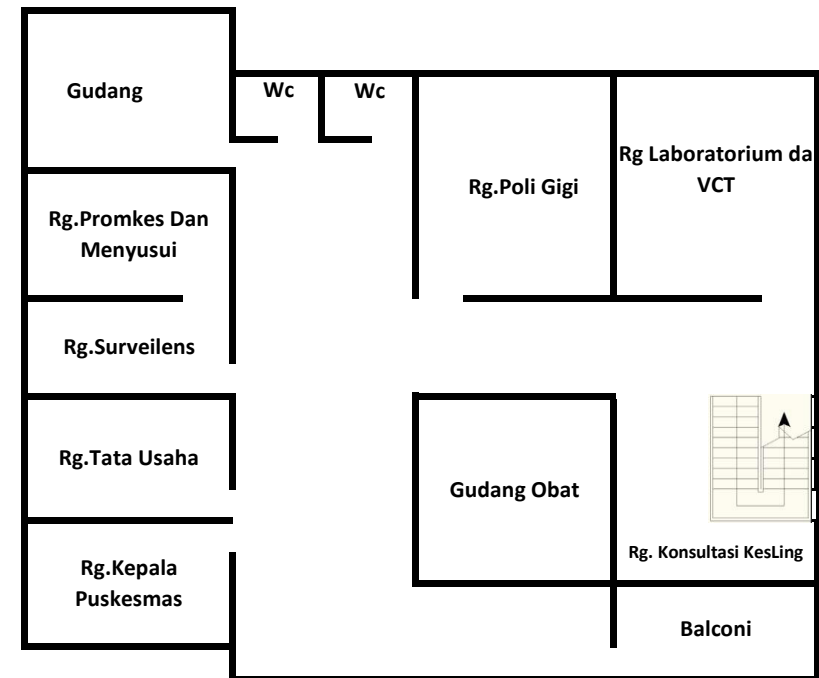 Gudang
Wc
Wc
Rg.Poli Gigi
Rg Laboratorium da
VCT
Rg.Promkes Dan
Menyusui
Rg.Surveilens
Rg.Tata Usaha
Gudang Obat
Rg. Konsultasi KesLing
Rg.Kepala
Puskesmas
Balconi